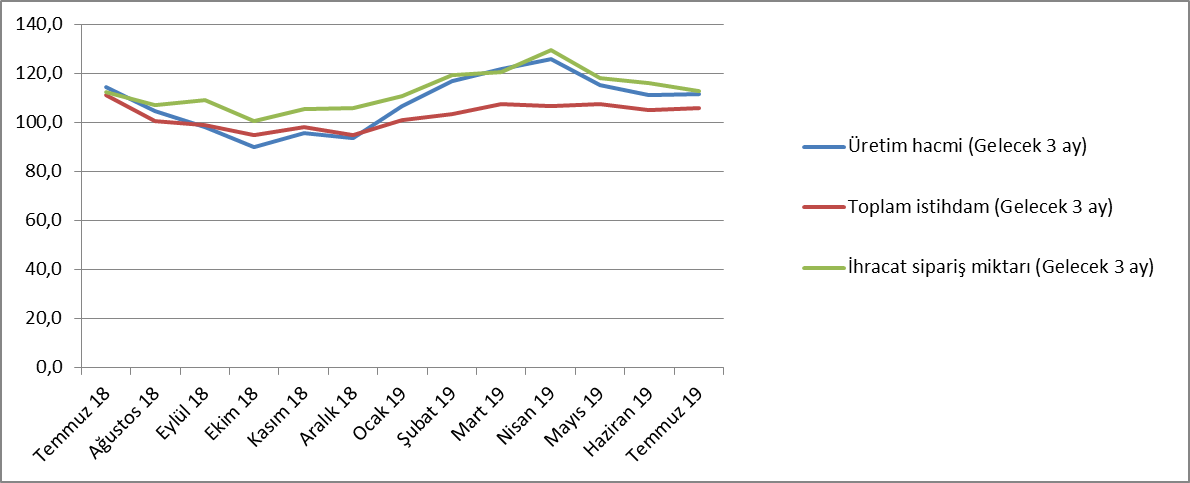 140,0
120,0
100,0
80,0
60,0
40,0
20,0
0,0
Temmuz 18
Ağustos 18
Eylül 18
Ekim 18
Kasım 18
Aralık 18
Ocak 19
Şubat 19
Mart 19
Nisan 19
Mayıs 19
Haziran 19
Temmuz 19
Üretim hacmi (Gelecek 3 ay)
Toplam istihdam (Gelecek 3 ay)
İhracat sipariş miktarı (Gelecek 3 ay)